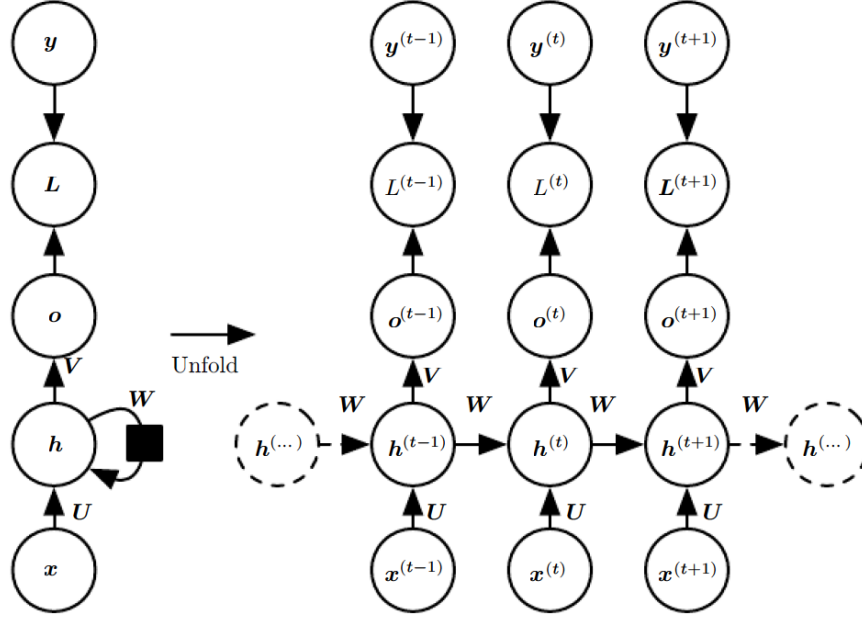 y y^(t−1) y^(t) y^(t+1)
L L^(t−1) L^(t) L^(t+1)
o o^(t−1) o^(t) o^(t+1)
Unfold
V V V V
W W W W W
h h^(...) h^(t−1) h^(t) h^(t+1) h^(...)
U U U U
x x^(t−1) x^(t) x^(t+1)